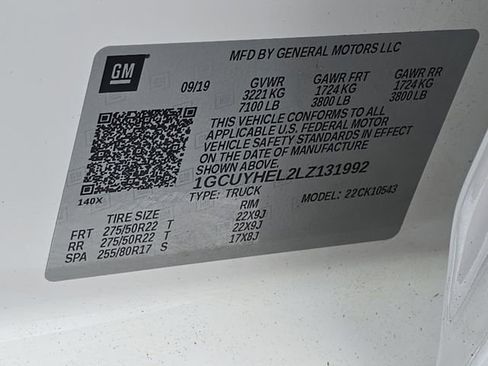 GM
MFD BY GENERAL MOTORS LLC
09/19 GVWR GAWR FRT GAWR RR
3221 KG 1724 KG 1724 KG
7100 LB 3800 LB 3800 LB
THIS VEHICLE CONFORMS TO ALL
APPLICABLE U.S. FEDERAL MOTOR
VEHICLE SAFETY STANDARDS IN EFFECT
ON THE DATE OF MANUFACTURE
SHOWN ABOVE.
1GCUYHEL2LZ131992
140X TYPE: TRUCK MODEL: 22CK10543
TIRE SIZE RIM
FRT 275/50R22 T 22X9J
RR 275/50R22 T 22X9J
SPA 255/80R17 S 17X8J